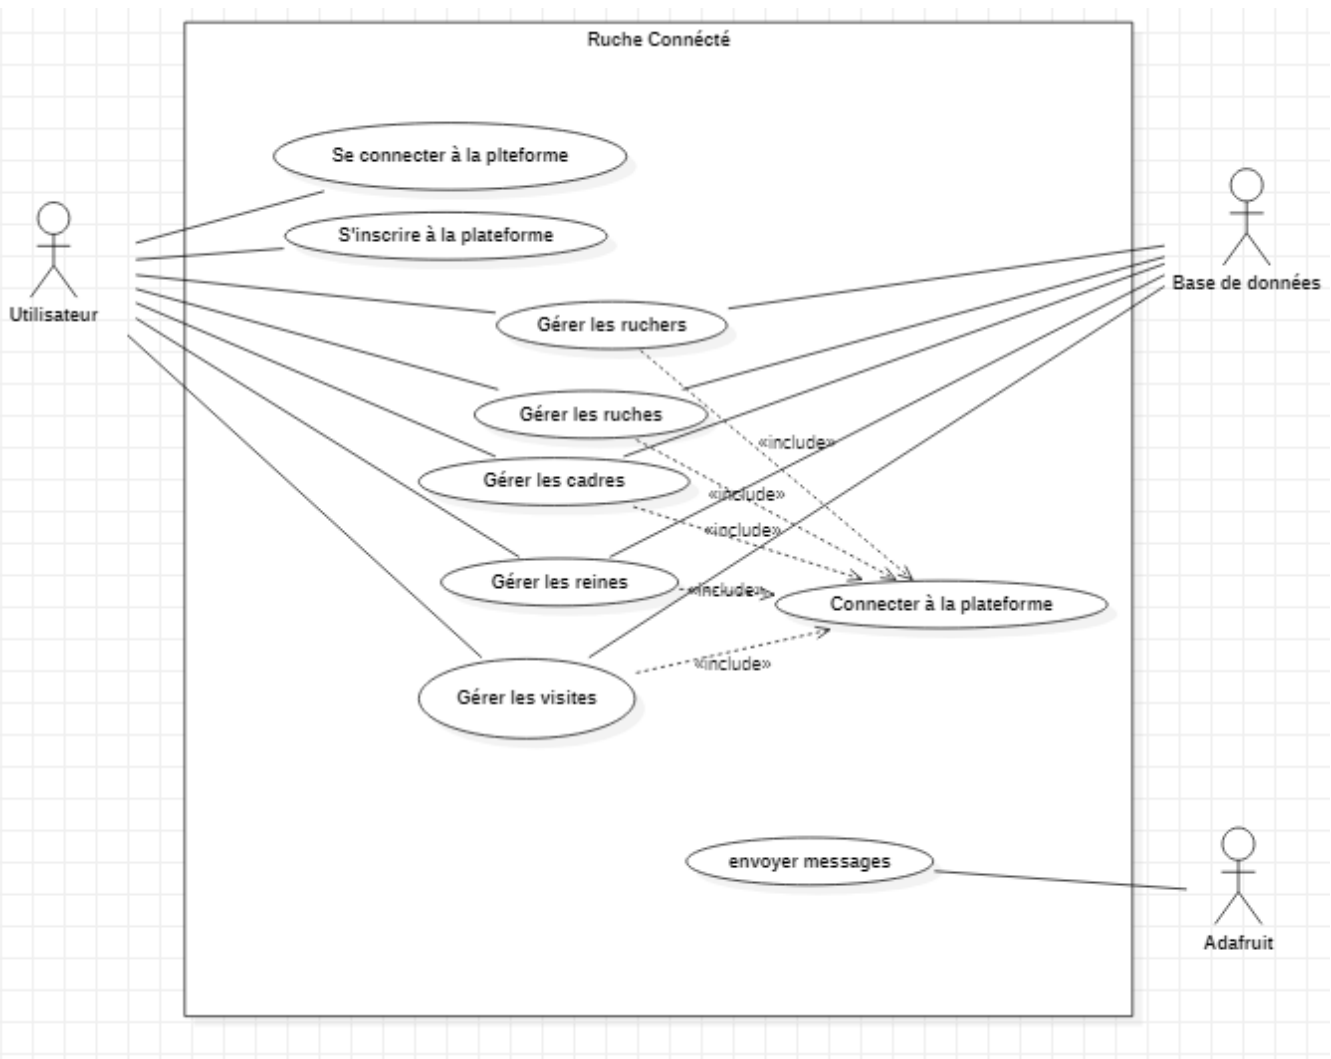 Ruche Connécté
Se connecter à la plteforme
S'inscrire à la plateforme
Utilisateur
Base de données
Gérer les ruchers
Gérer les ruches
«include»
Gérer les cadres
«include»
«include»
Gérer les reines
«include»
Connecter à la plateforme
«include»
Gérer les visites
envoyer messages
Adafruit